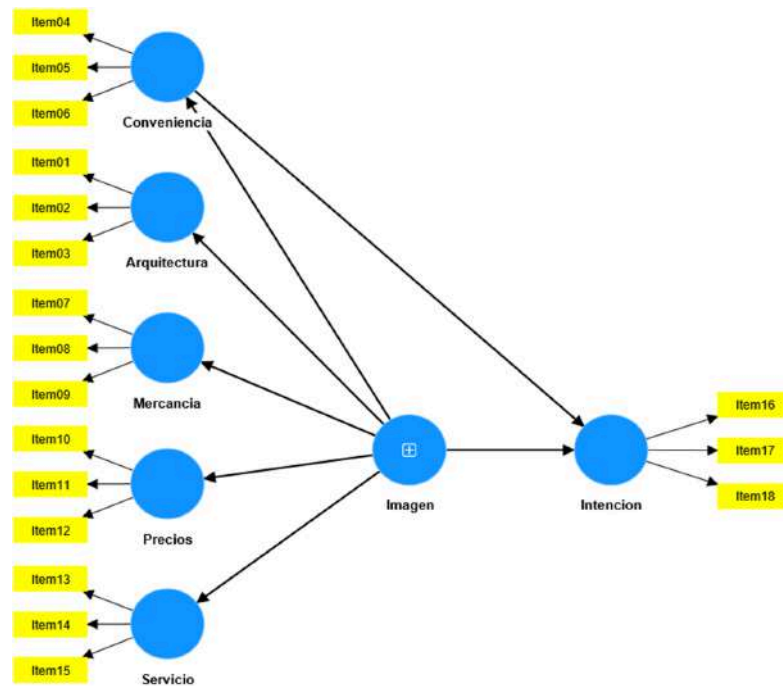 Item04
Item05
Item06
Conveniencia
Item01
Item02
Item03
Arquitectura
Item07
Item08
Item09
Mercancia
Item10
Item11
Item12
Precios
Item13
Item14
Item15
Servicio
Imagen
Intencion
Item16
Item17
Item18